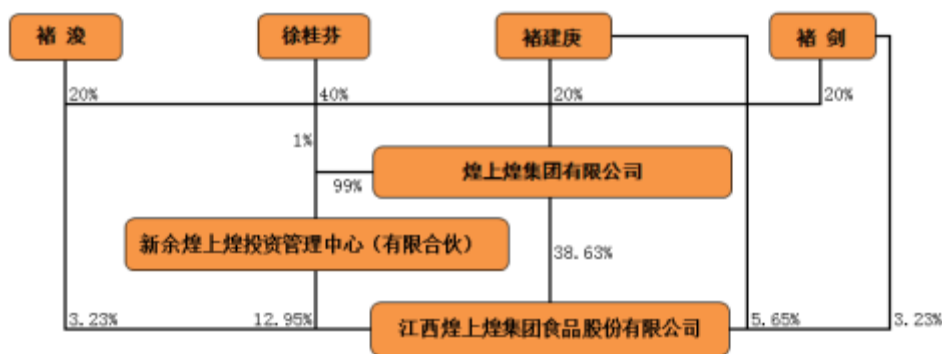 褚 浚
徐桂芬
褚建庚
褚 剑
20%
40%
20%
20%
1%
煌上煌集团有限公司
99%
新余煌上煌投资管理中心（有限合伙）
38.63%
3.23%
12.95%
江西煌上煌集团食品股份有限公司
5.65%
3.23%